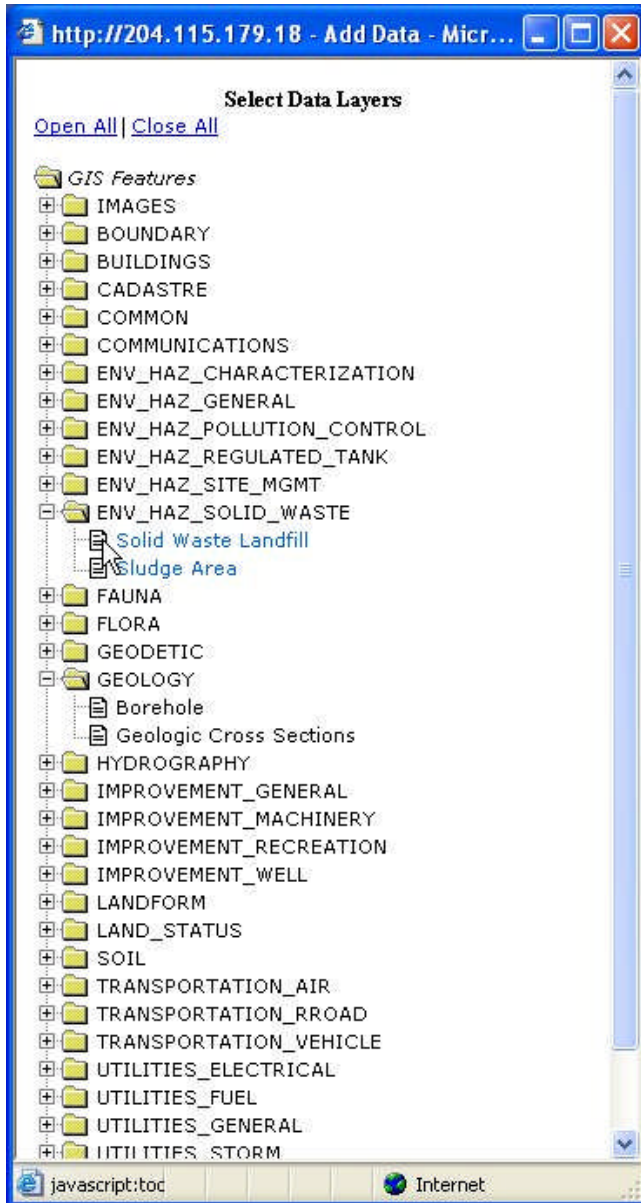 http://204.115.179.18 - Add Data - Micr...
Select Data Layers
Open All | Close All
GIS Features
IMAGES
BOUNDARY
BUILDINGS
CADASTRE
COMMON
COMMUNICATIONS
ENV_HAZ_CHARACTERIZATION
ENV_HAZ_GENERAL
ENV_HAZ_POLLUTION_CONTROL
ENV_HAZ_REGULATED_TANK
ENV_HAZ_SITE_MGMT
ENV_HAZ_SOLID_WASTE
Solid Waste Landfill
Sludge Area
FAUNA
FLORA
GEODETIC
GEOLOGY
Borehole
Geologic Cross Sections
HYDROGRAPHY
IMPROVEMENT_GENERAL
IMPROVEMENT_MACHINERY
IMPROVEMENT_RECREATION
IMPROVEMENT_WELL
LANDFORM
LAND_STATUS
SOIL
TRANSPORTATION_AIR
TRANSPORTATION_RROAD
TRANSPORTATION_VEHICLE
UTILITIES_ELECTRICAL
UTILITIES_FUEL
UTILITIES_GENERAL
UTILITIES_STORM
javascript:toc Internet